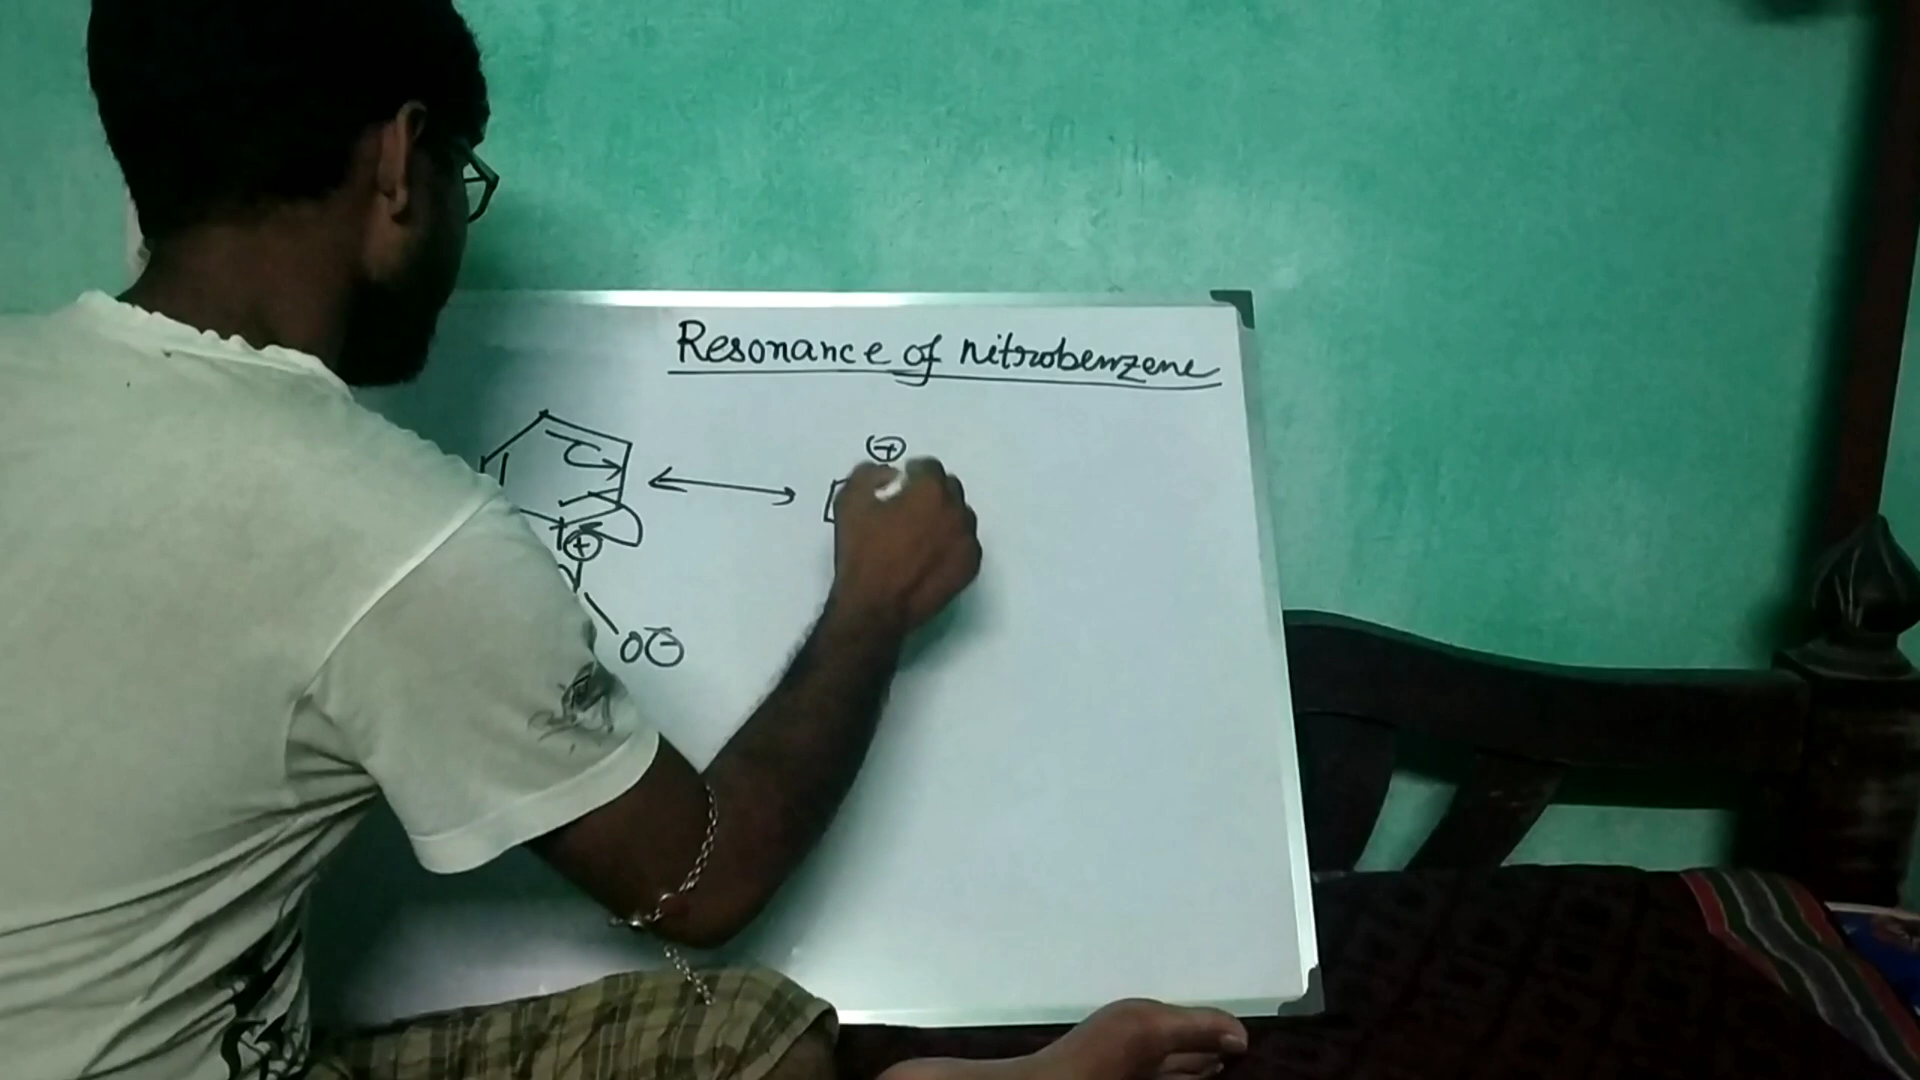 Resonance of nitrobenzene
⊕
⊕
N
O⊖